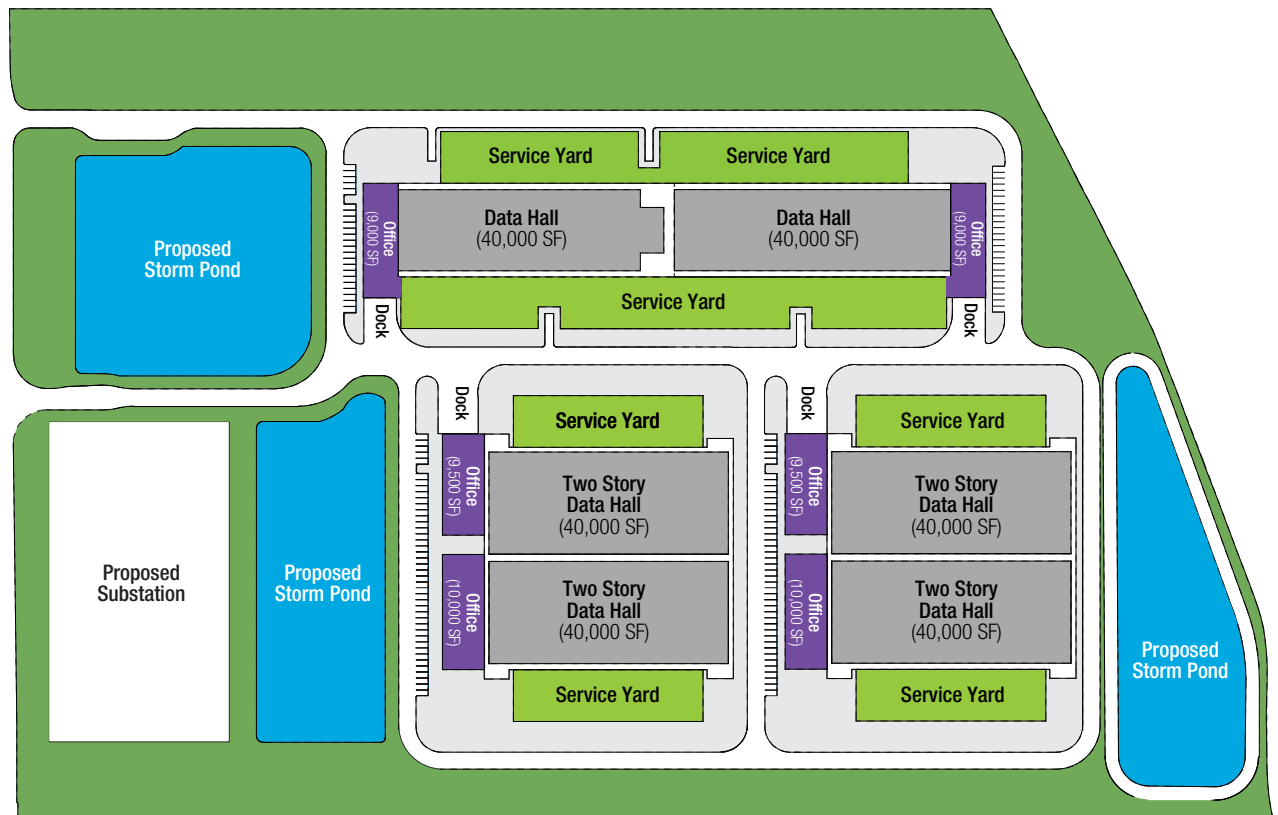 Service Yard
Service Yard
Office
(9,000 SF)
Data Hall
(40,000 SF)
Data Hall
(40,000 SF)
Office
(9,000 SF)
Proposed
Storm Pond
Service Yard
Dock
Dock
Dock
Service Yard
Dock
Service Yard
Office
(9,500 SF)
Two Story
Data Hall
(40,000 SF)
Office
(9,500 SF)
Two Story
Data Hall
(40,000 SF)
Proposed
Substation
Proposed
Storm Pond
Office
(10,000 SF)
Two Story
Data Hall
(40,000 SF)
Office
(10,000 SF)
Two Story
Data Hall
(40,000 SF)
Proposed
Storm Pond
Service Yard
Service Yard